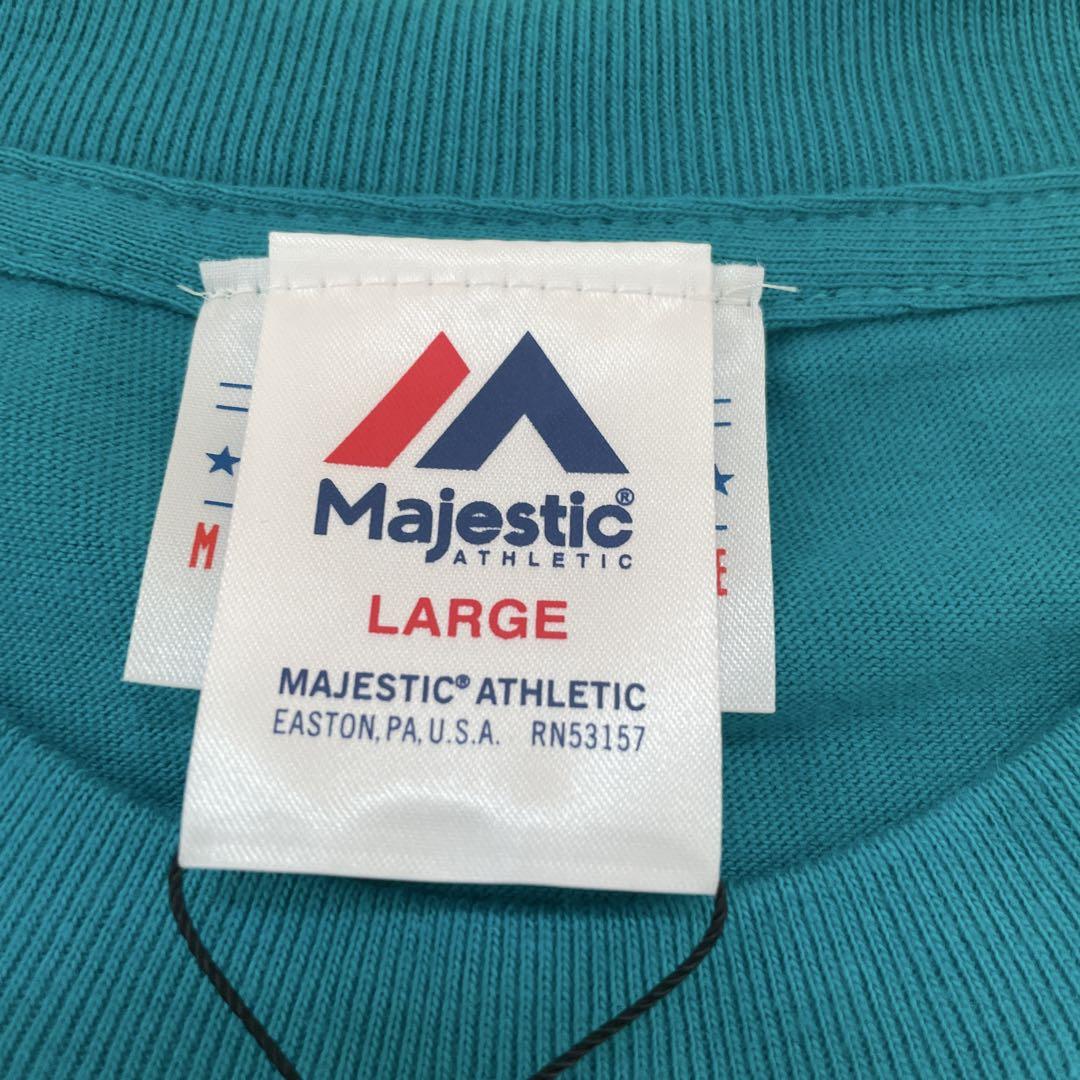 Majestic®
ATHLETIC
LARGE
MAJESTIC® ATHLETIC
EASTON, PA, U.S.A. RN53157
M
E